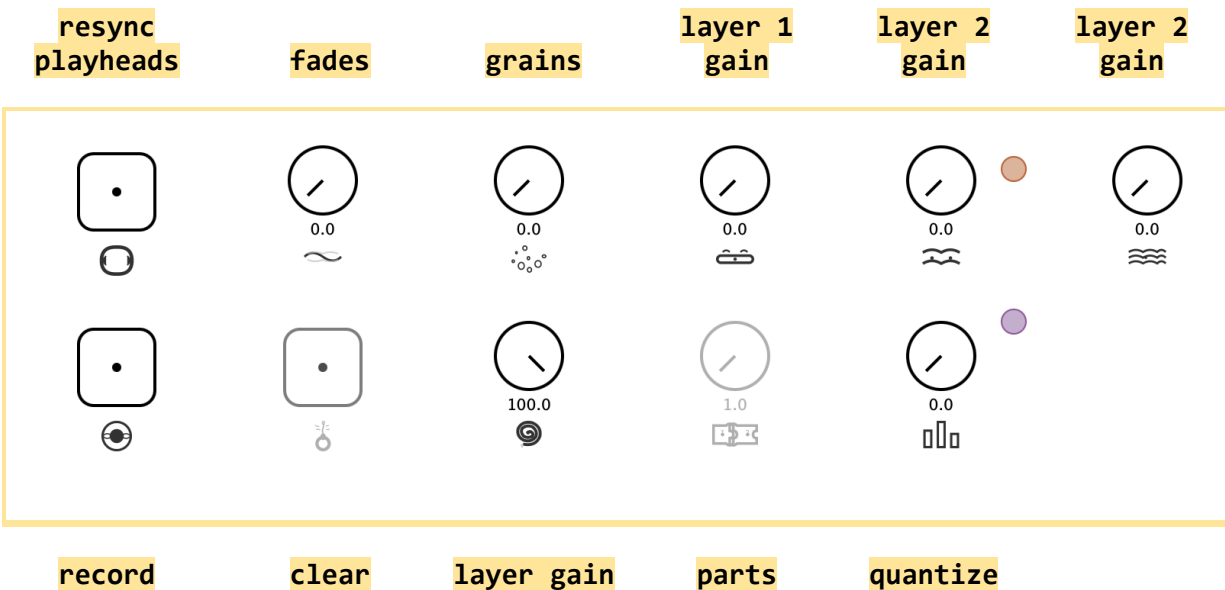 resync
playheads
fades
grains
layer 1
gain
layer 2
gain
layer 2
gain
0.0
0.0
0.0
0.0
0.0
100.0
1.0
0.0
record
clear
layer gain
parts
quantize